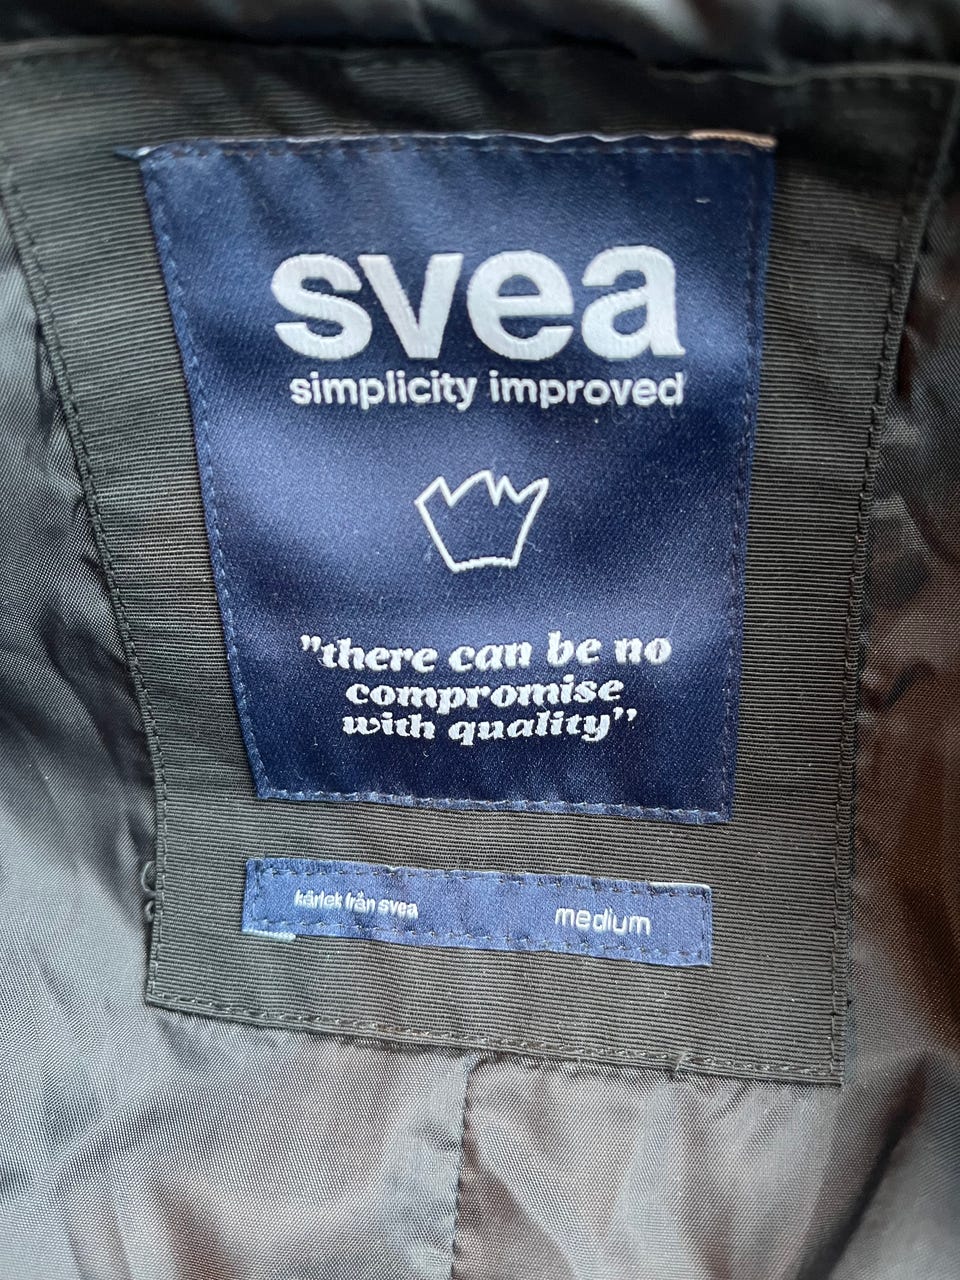 svea
simplicity improved
"there can be no
compromise
with quality”
kärlek från svea
medium